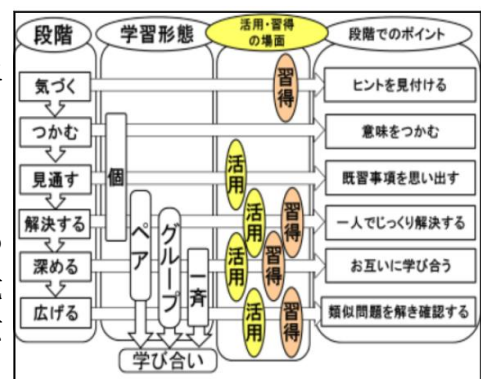 段階
学習形態
活用・習得
の場面
段階でのポイント
気づく
習得
ヒントを見付ける
つかむ
個
意味をつかむ
見通す
活用
既習事項を思い出す
解決する
ペア
グループ
活用
習得
一人でじっくり解決する
深める
一斉
活用
習得
お互いに学び合う
広げる
活用
習得
類似問題を解き確認する
学び合い